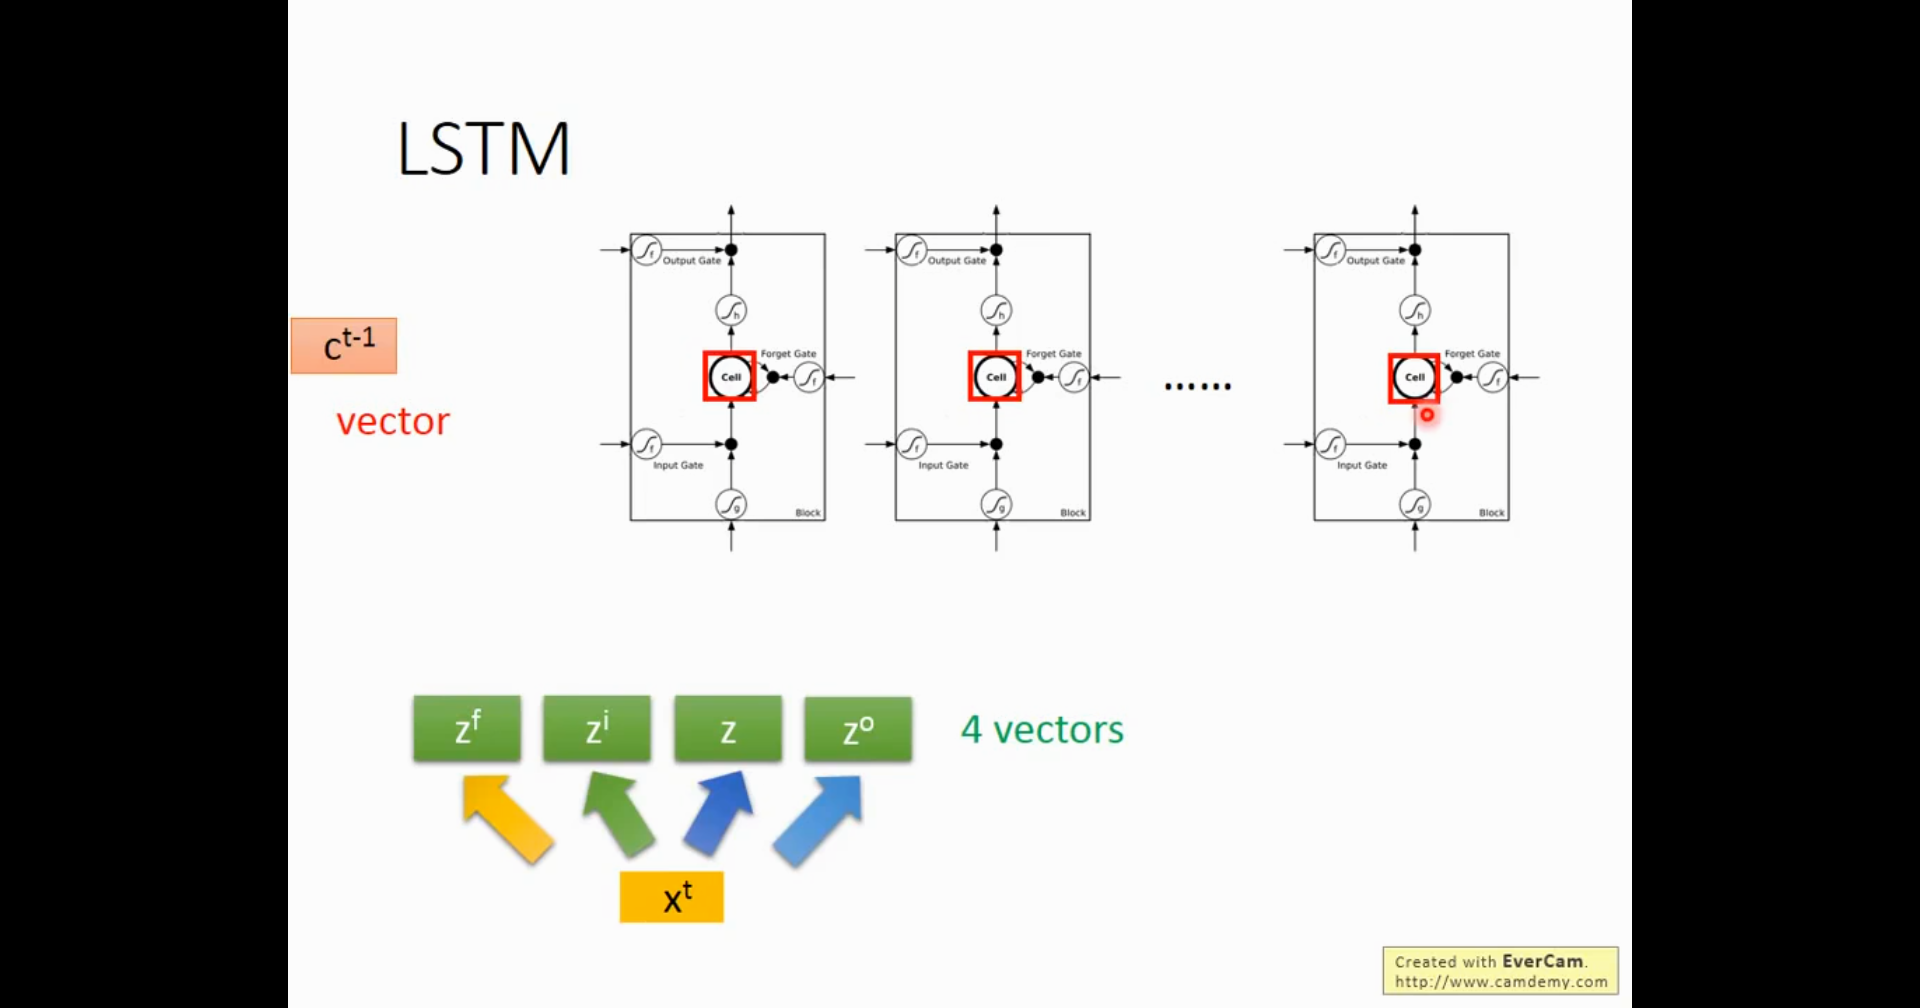 LSTM
Output Gate
Output Gate
Output Gate
f
f
f
h
h
h
c^{t-1}
Forget Gate
Forget Gate
Forget Gate
Cell
f
Cell
f
......
Cell
f
vector
f
f
f
Input Gate
Input Gate
Input Gate
g
g
g
Block
Block
Block
z^f
z^i
z
z^o
4 vectors
x^t
Created with EverCam.
http://www.camdemy.com